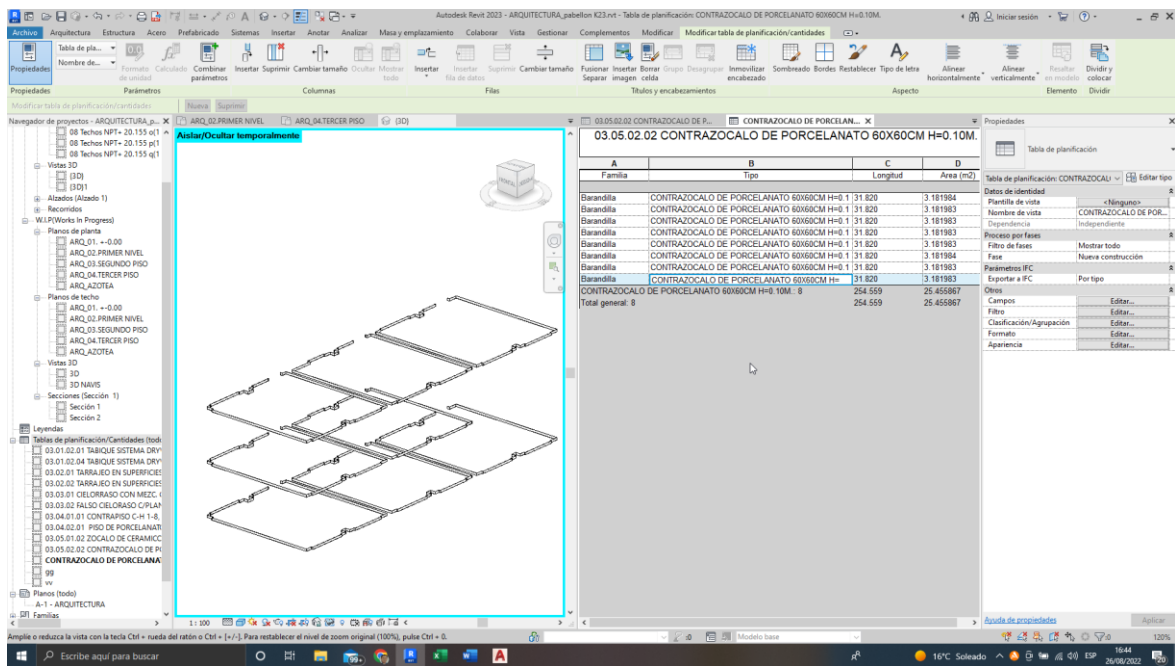 Autodesk Revit 2023 - ARQUITECTURA_pabellon K23.rvt - Tabla de planificación: CONTRAZOCALO DE PORCELANATO 60X60CM H=0.10M.
Iniciar sesión
Archivo Arquitectura Estructura Acero Prefabricado Sistemas Insertar Anotar Analizar Masa y emplazamiento Colaborar Vista Gestionar Complementos Modificar Modificar tabla de planificación/cantidades
Propiedades
Tabla de pla...
Nombre de...
Formato de unidad
Calculado
Combinar parámetros
Insertar Suprimir Cambiar tamaño Ocultar Mostrar todo
Insertar
Insertar fila de datos
Suprimir Cambiar tamaño
Fusionar Separar
Insertar imagen
Borrar celda
Grupo Desagrupar
Inmovilizar encabezado
Sombreado Bordes Restablecer Tipo de letra
Alinear horizontalmente
Alinear verticalmente
Resaltar en modelo
Dividir y colocar
Propiedades Parámetros Columnas Filas Títulos y encabezamientos Aspecto Elemento Dividir
Modificar tabla de planificación/cantidades Nueva Suprimir
Navegador de proyectos - ARQUITECTURA_p...
08 Techos NPT+ 20.155 o(1
08 Techos NPT+ 20.155 p(1
08 Techos NPT+ 20.155 q(1
Vistas 3D
{3D}
{3D}1
Alzados (Alzado 1)
Recorridos
W.I.P(Works In Progress)
Planos de planta
ARQ_01. +-0.00
ARQ_02.PRIMER NIVEL
ARQ_03.SEGUNDO PISO
ARQ_04.TERCER PISO
ARQ_AZOTEA
Planos de techo
ARQ_01. +-0.00
ARQ_02.PRIMER NIVEL
ARQ_03.SEGUNDO PISO
ARQ_04.TERCER PISO
ARQ_AZOTEA
Vistas 3D
3D
3D NAVIS
Secciones (Sección 1)
Sección 1
Sección 2
Leyendas
Tablas de planificación/Cantidades (todo
03.01.02.01 TABIQUE SISTEMA DRY
03.01.02.04 TABIQUE SISTEMA DRY
03.02.01 TARRAJEO EN SUPERFICIES
03.02.02 TARRAJEO EN SUPERFICIES
03.03.01 CIELORRASO CON MEZC. 
03.03.02 FALSO CIELORASO C/PLAN
03.04.01.01 CONTRAPISO C-H 1-8,
03.04.02.01 PISO DE PORCELANAT
03.05.01.02 ZOCALO DE CERAMICO
03.05.02.02 CONTRAZOCALO DE P
CONTRAZOCALO DE PORCELANA
gg
vv
Planos (todo)
A-1 - ARQUITECTURA
Familias
ARQ_02.PRIMER NIVEL
ARQ_04.TERCER PISO
{3D}
Aislar/Ocultar temporalmente
FRONTAL
1 : 100
03.05.02.02 CONTRAZOCALO DE P...
CONTRAZOCALO DE PORCELAN...
03.05.02.02 CONTRAZOCALO DE PORCELANATO 60X60CM H=0.10M.
A B C D
Familia Tipo Longitud Area (m2)
Barandilla CONTRAZOCALO DE PORCELANATO 60X60CM H=0.1 31.820 3.181984
Barandilla CONTRAZOCALO DE PORCELANATO 60X60CM H=0.1 31.820 3.181983
Barandilla CONTRAZOCALO DE PORCELANATO 60X60CM H=0.1 31.820 3.181983
Barandilla CONTRAZOCALO DE PORCELANATO 60X60CM H=0.1 31.820 3.181983
Barandilla CONTRAZOCALO DE PORCELANATO 60X60CM H=0.1 31.820 3.181983
Barandilla CONTRAZOCALO DE PORCELANATO 60X60CM H=0.1 31.820 3.181984
Barandilla CONTRAZOCALO DE PORCELANATO 60X60CM H=0.1 31.820 3.181983
Barandilla CONTRAZOCALO DE PORCELANATO 60X60CM H= 31.820 3.181983
CONTRAZOCALO DE PORCELANATO 60X60CM H=0.10M.: 8 254.559 25.455867
Total general: 8 254.559 25.455867
Propiedades
Tabla de planificación
Tabla de planificación: CONTRAZOCAL Editar tipo
Datos de identidad
Plantilla de vista <Ninguno>
Nombre de vista CONTRAZOCALO DE POR...
Dependencia Independiente
Proceso por fases
Filtro de fases Mostrar todo
Fase Nueva construcción
Parámetros IFC
Exportar a IFC Por tipo
Otros
Campos Editar...
Filtro Editar...
Clasificación/Agrupación Editar...
Formato Editar...
Apariencia Editar...
Ayuda de propiedades Aplicar
Amplíe o reduzca la vista con la tecla Ctrl + rueda del ratón o Ctrl + [+/-]. Para restablecer el nivel de zoom original (100%), pulse Ctrl + 0.
:0 Modelo base :0 120%
Escribe aquí para buscar
16°C Soleado ESP 16:44
26/08/2022